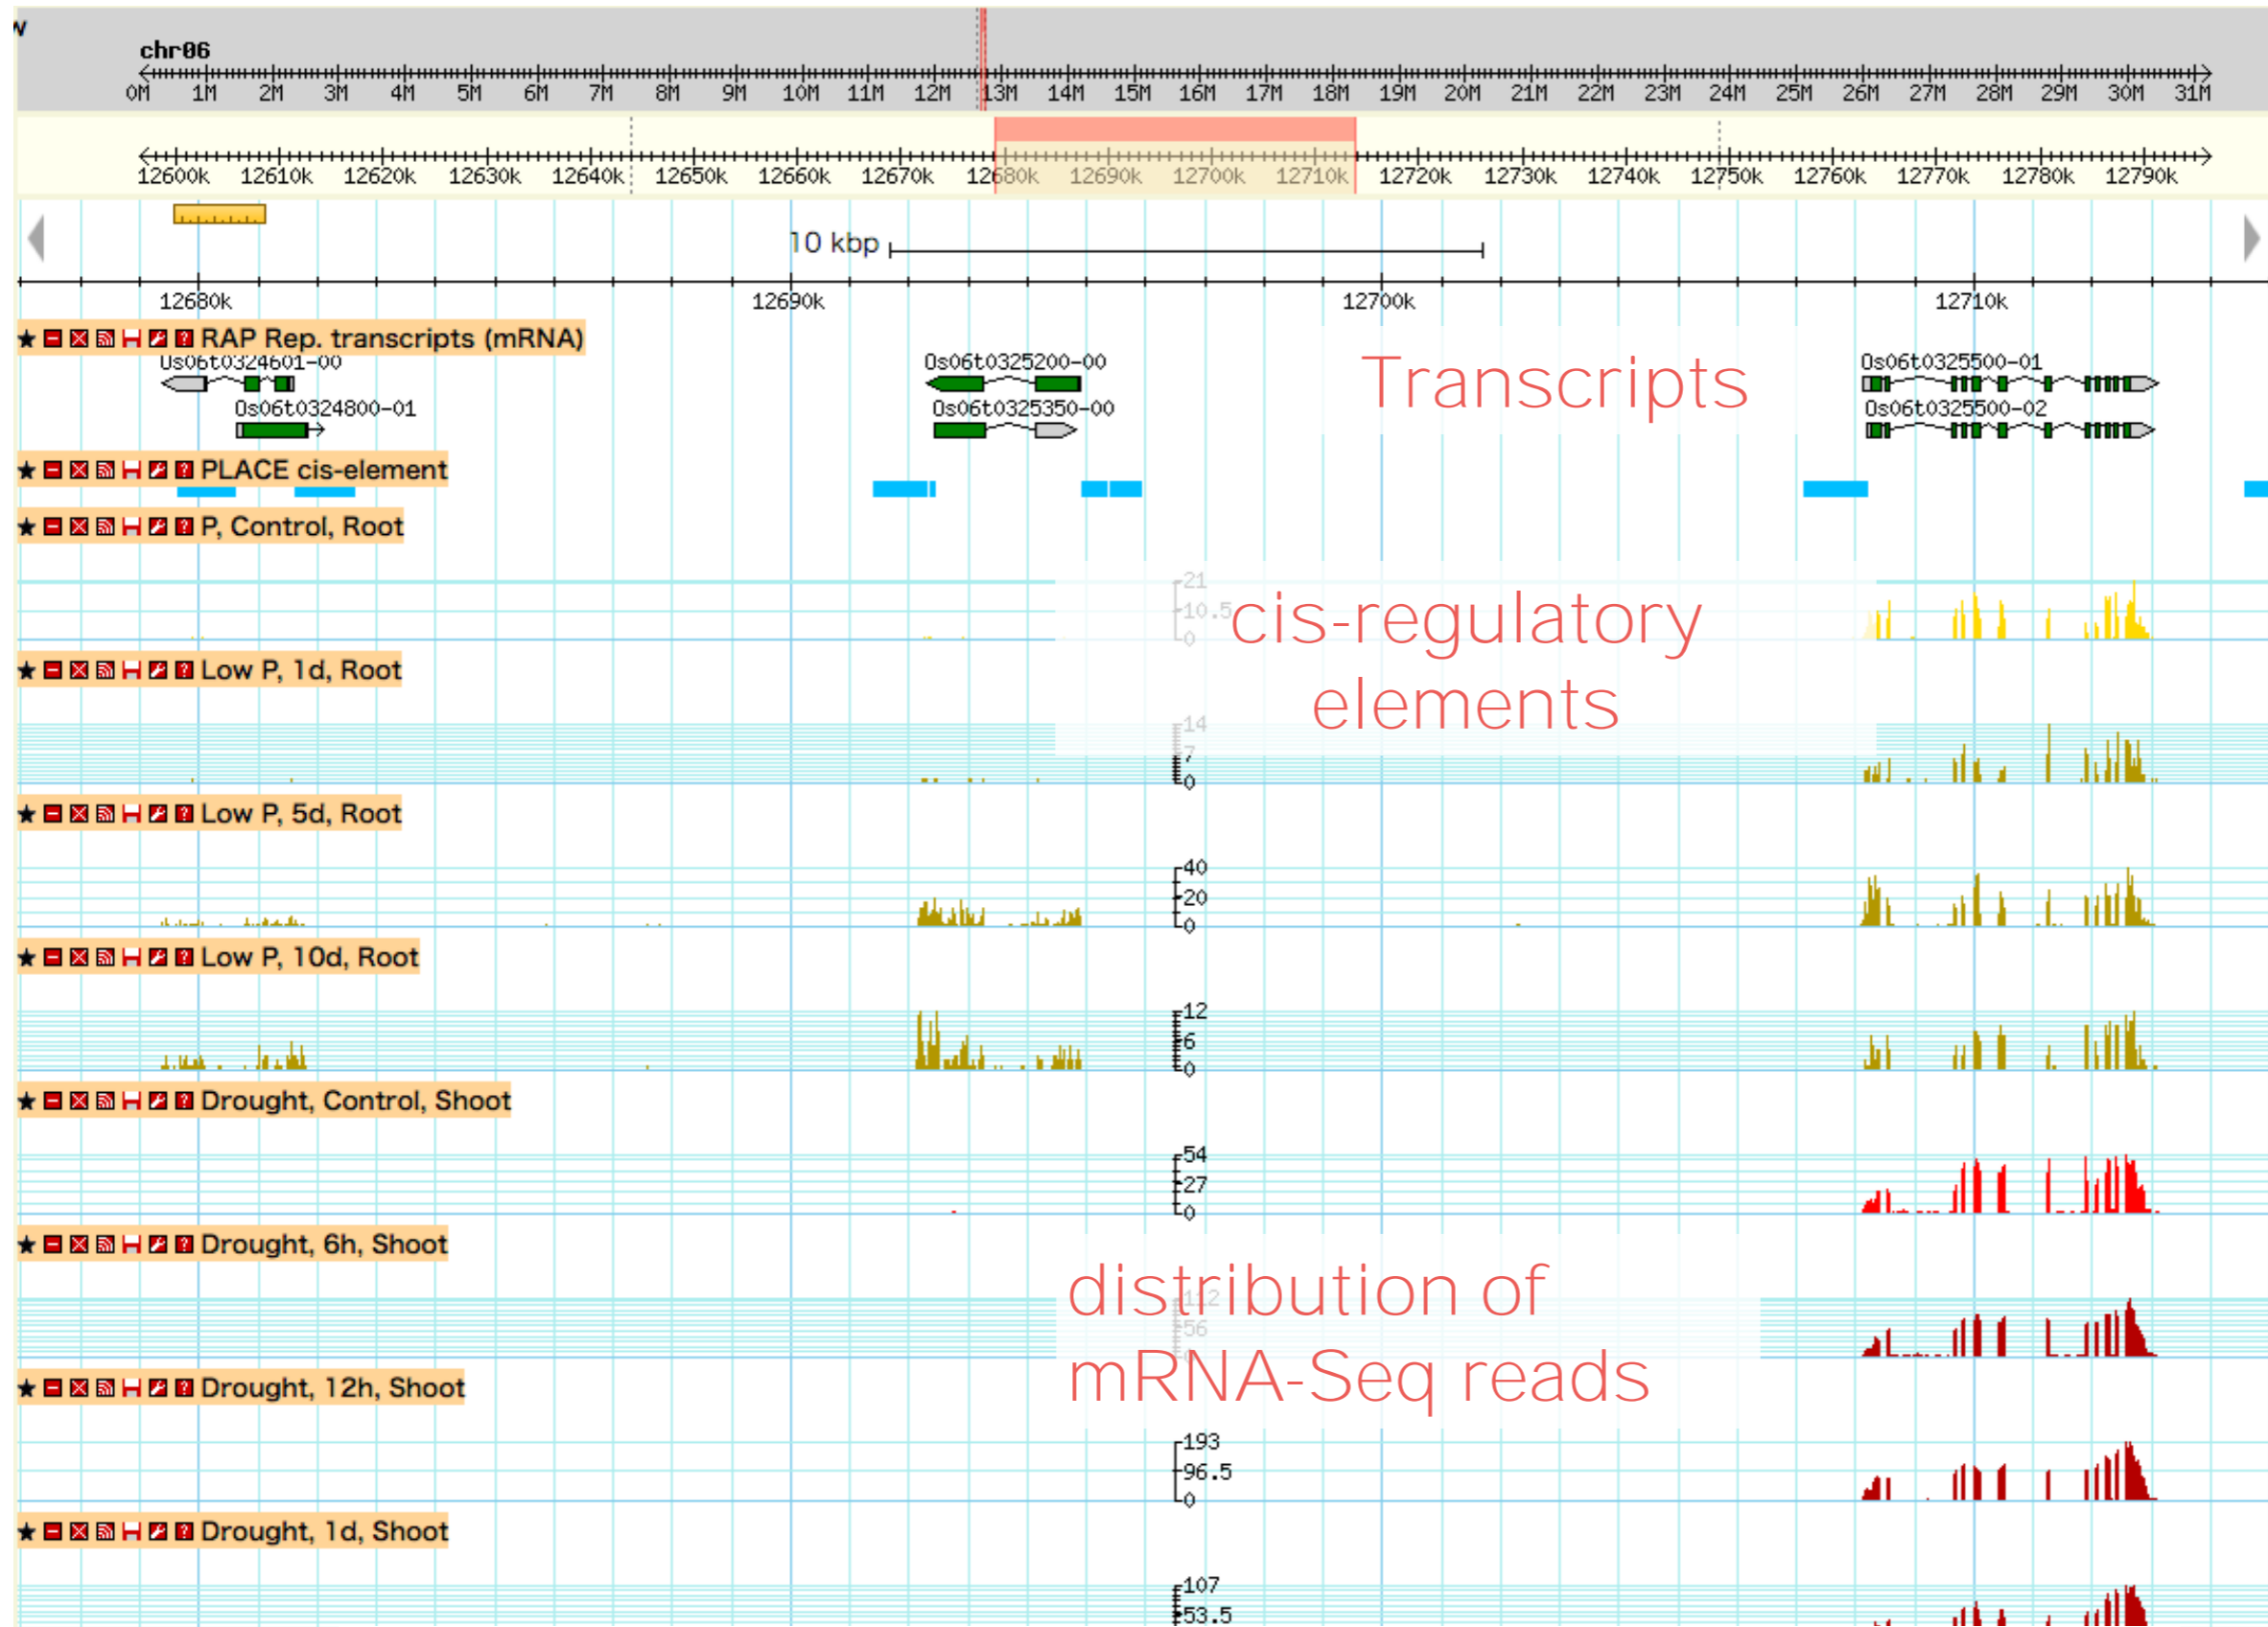 w
chr06
0M 1M 2M 3M 4M 5M 6M 7M 8M 9M 10M 11M 12M 13M 14M 15M 16M 17M 18M 19M 20M 21M 22M 23M 24M 25M 26M 27M 28M 29M 30M 31M
12600k 12610k 12620k 12630k 12640k 12650k 12660k 12670k 12680k 12690k 12700k 12710k 12720k 12730k 12740k 12750k 12760k 12770k 12780k 12790k
10 kbp
12680k 12690k 12700k 12710k
RAP Rep. transcripts (mRNA)
Os06t0324601-00 Os06t0325200-00 Os06t0325500-01
Transcripts
Os06t0324800-01 Os06t0325350-00 Os06t0325500-02
PLACE cis-element
P, Control, Root
21
10.5
0
cis-regulatory
elements
Low P, 1d, Root
14
7
0
Low P, 5d, Root
40
20
0
Low P, 10d, Root
12
6
0
Drought, Control, Shoot
54
27
0
Drought, 6h, Shoot
112
56
0
distribution of
mRNA-Seq reads
Drought, 12h, Shoot
193
96.5
0
Drought, 1d, Shoot
107
53.5